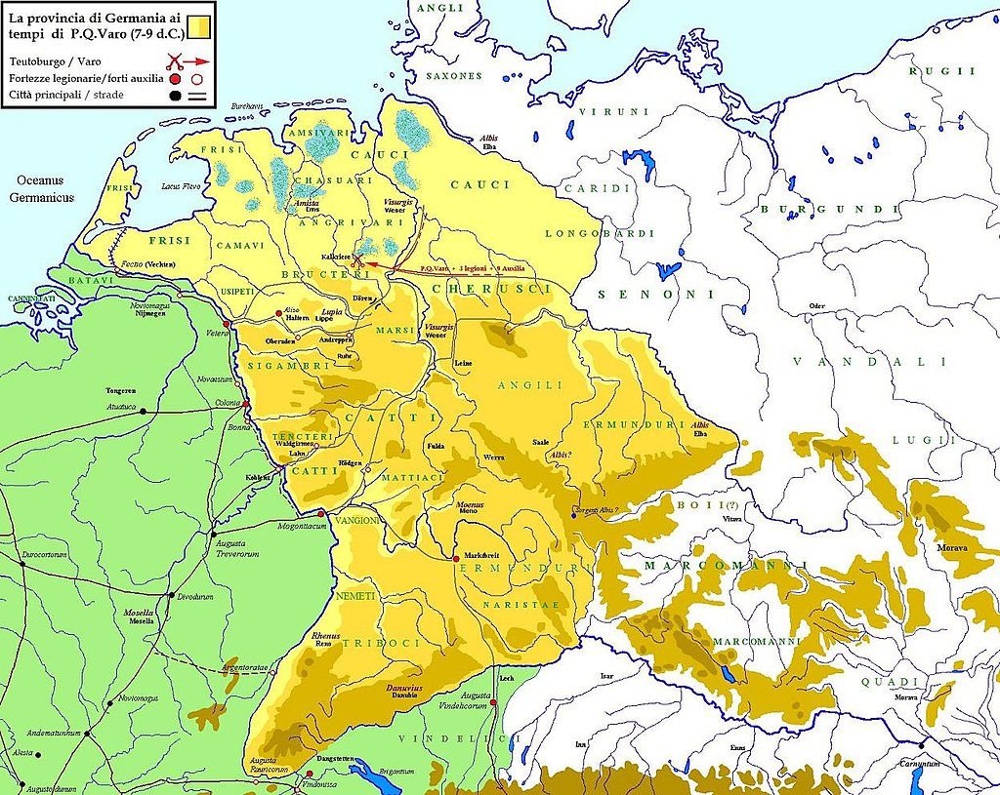 La provincia di Germania ai
tempi di P.Q.Varo (7-9 d.C.)
Teutoburgo / Varo
Fortezze legionarie/forti auxilia
Città principali / strade
ANGLI
SAXONES
RUGII
Burchavis
VIRUNI
AMSIVARI
Albis
Elba
FRISI
CAUCI
Oceanus
Germanicus
FRISI
Lacus Flevo
CHASUARI
CAUCI
CARIDI
Amisia
Ems
Visurgis
Weser
BURGUNDI
ANGRIVARI
LONGOBARDI
FRISI
CAMAVI
Kalkriese
Fecno (Vechten)
P.Q.Varo + 3 legioni + 9 Auxilia
BATAVI
BRUCTERI
CHERUSCI
SENONI
CANNINEFATI
USIPETI
Dören
Noviomagus
Nijmegen
Aliso
Haltern
Lupia
Lippe
Oder
Vetera
MARSI
Visurgis
Weser
Oberaden
Anreppen
Ruhr
Leine
VANDALI
SIGAMBRI
Novaesium
ANGILI
Tongeren
Atuatuca
Colonia
CATTI
ERMUNDURI
Albis
Elba
Bonna
TENCTERI
Waldgirmes
LUGII
Lahn
Fulda
Saale
Albis?
Werra
Rödgen
Koblenz
CATTI
MATTIACI
Moenus
Meno
BOII(?)
Sorgenti Albis ?
Vltava
Mogontiacum
VANGIONI
Augusta
Treverorum
Morava
Durocortorum
Marktbreit
ERMUNDURI
MARCOMANNI
Divodurum
NEMETI
NARISTAE
Mosella
Mosella
Rhenus
Reno
TRIBOCI
MARCOMANNI
Argentoratae
Isar
QUADI
Lech
Danuvius
Danubio
Augusta
Vindelicorum
Morava
Noviomagus
Andematunnum
VINDELICI
Inn
Enns
Alesia
Augusta
Rauricorum
Dangstetten
Brigantium
Carnuntum
Augustodunum
Vindonissa